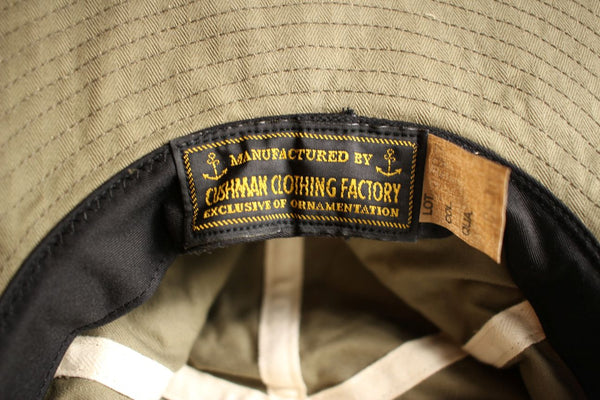 MANUFACTURED BY
CUSHMAN CLOTHING FACTORY
EXCLUSIVE OF ORNAMENTATION
LOT
COL
QUA